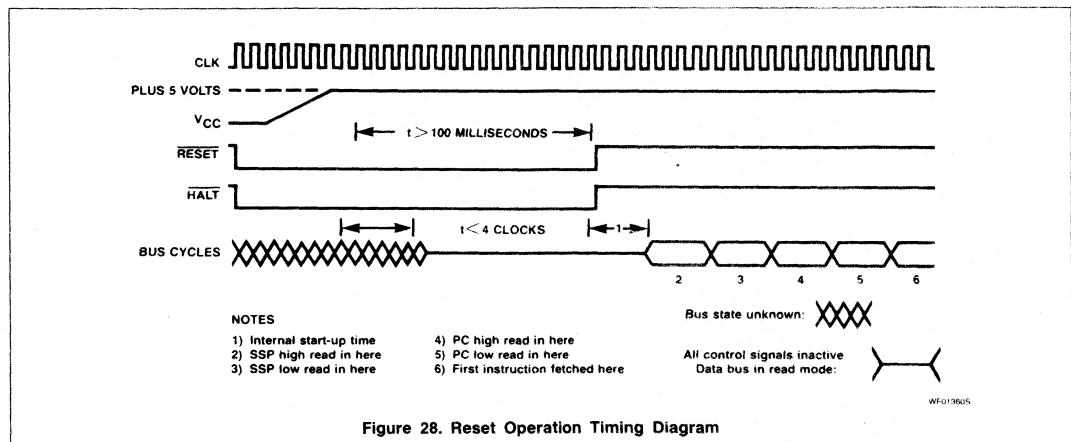 CLK
PLUS 5 VOLTS
VCC
t > 100 MILLISECONDS
RESET
HALT
t < 4 CLOCKS
1
BUS CYCLES
2 3 4 5 6
NOTES
1) Internal start-up time
2) SSP high read in here
3) SSP low read in here
4) PC high read in here
5) PC low read in here
6) First instruction fetched here
Bus state unknown:
All control signals inactive
Data bus in read mode:
WF01360S
Figure 28. Reset Operation Timing Diagram